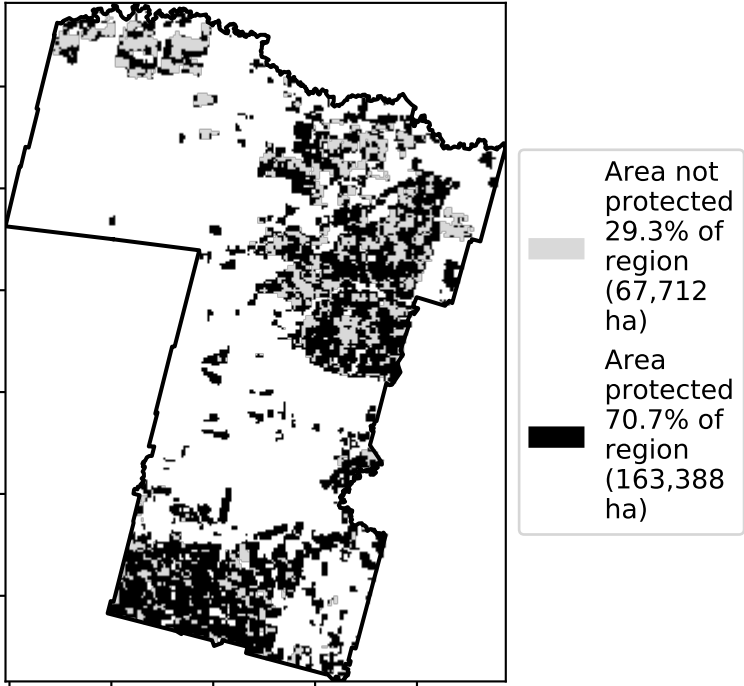 Area not
protected
29.3% of
region
(67,712
ha)
Area
protected
70.7% of
region
(163,388
ha)